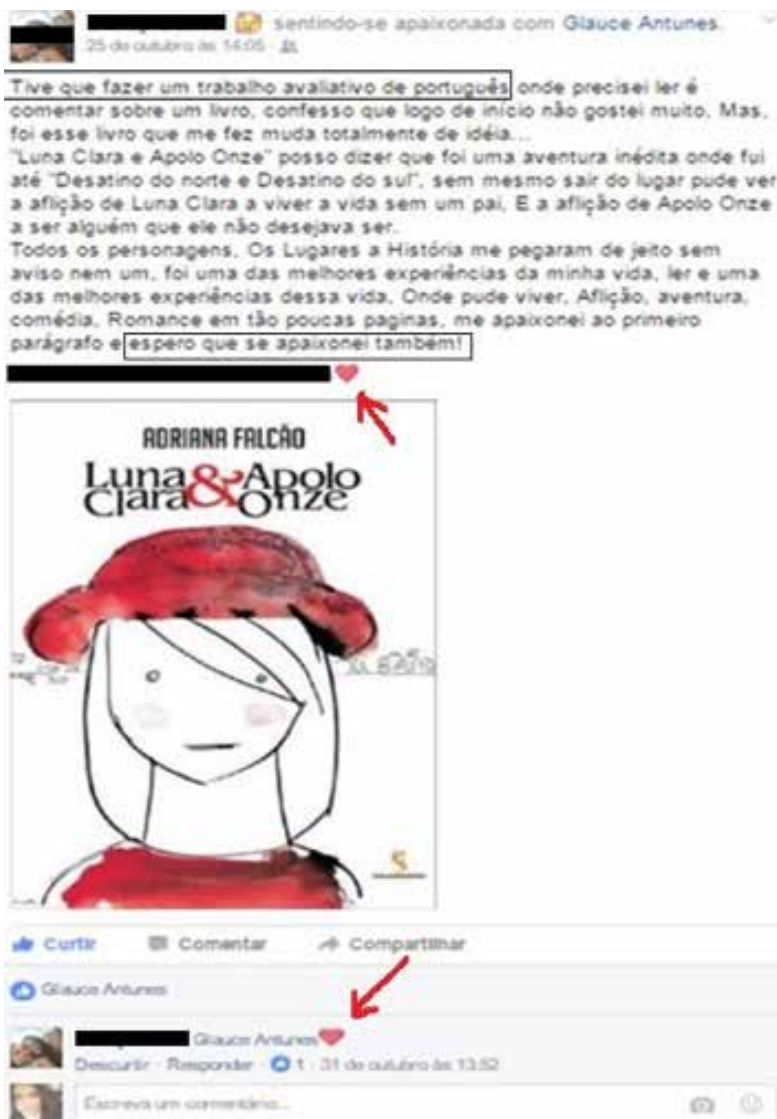 sentindo-se apaixonada com Glauce Antunes.
25 de outubro às 14:05
Tive que fazer um trabalho avaliativo de português onde precisei ler é
comentar sobre um livro, confesso que logo de início não gostei muito, Mas,
foi esse livro que me fez muda totalmente de idéia...
"Luna Clara e Apolo Onze" posso dizer que foi uma aventura inédita onde fui
até "Desatino do norte e Desatino do sul", sem mesmo sair do lugar pude ver
a aflição de Luna Clara a viver a vida sem um pai, E a aflição de Apolo Onze
a ser alguém que ele não desejava ser.
Todos os personagens, Os Lugares a História me pegaram de jeito sem
aviso nem um, foi uma das melhores experiências da minha vida, ler e uma
das melhores experiências dessa vida, Onde pude viver, Aflição, aventura,
comédia, Romance em tão poucas paginas, me apaixonei ao primeiro
parágrafo e espero que se apaixonei também!
ADRIANA FALCÃO
Luna Clara & Apolo Onze
Curtir Comentar Compartilhar
Glauce Antunes
Glauce Antunes
Descurtir · Responder · 1 · 31 de outubro às 13:52
Escreva um comentário...